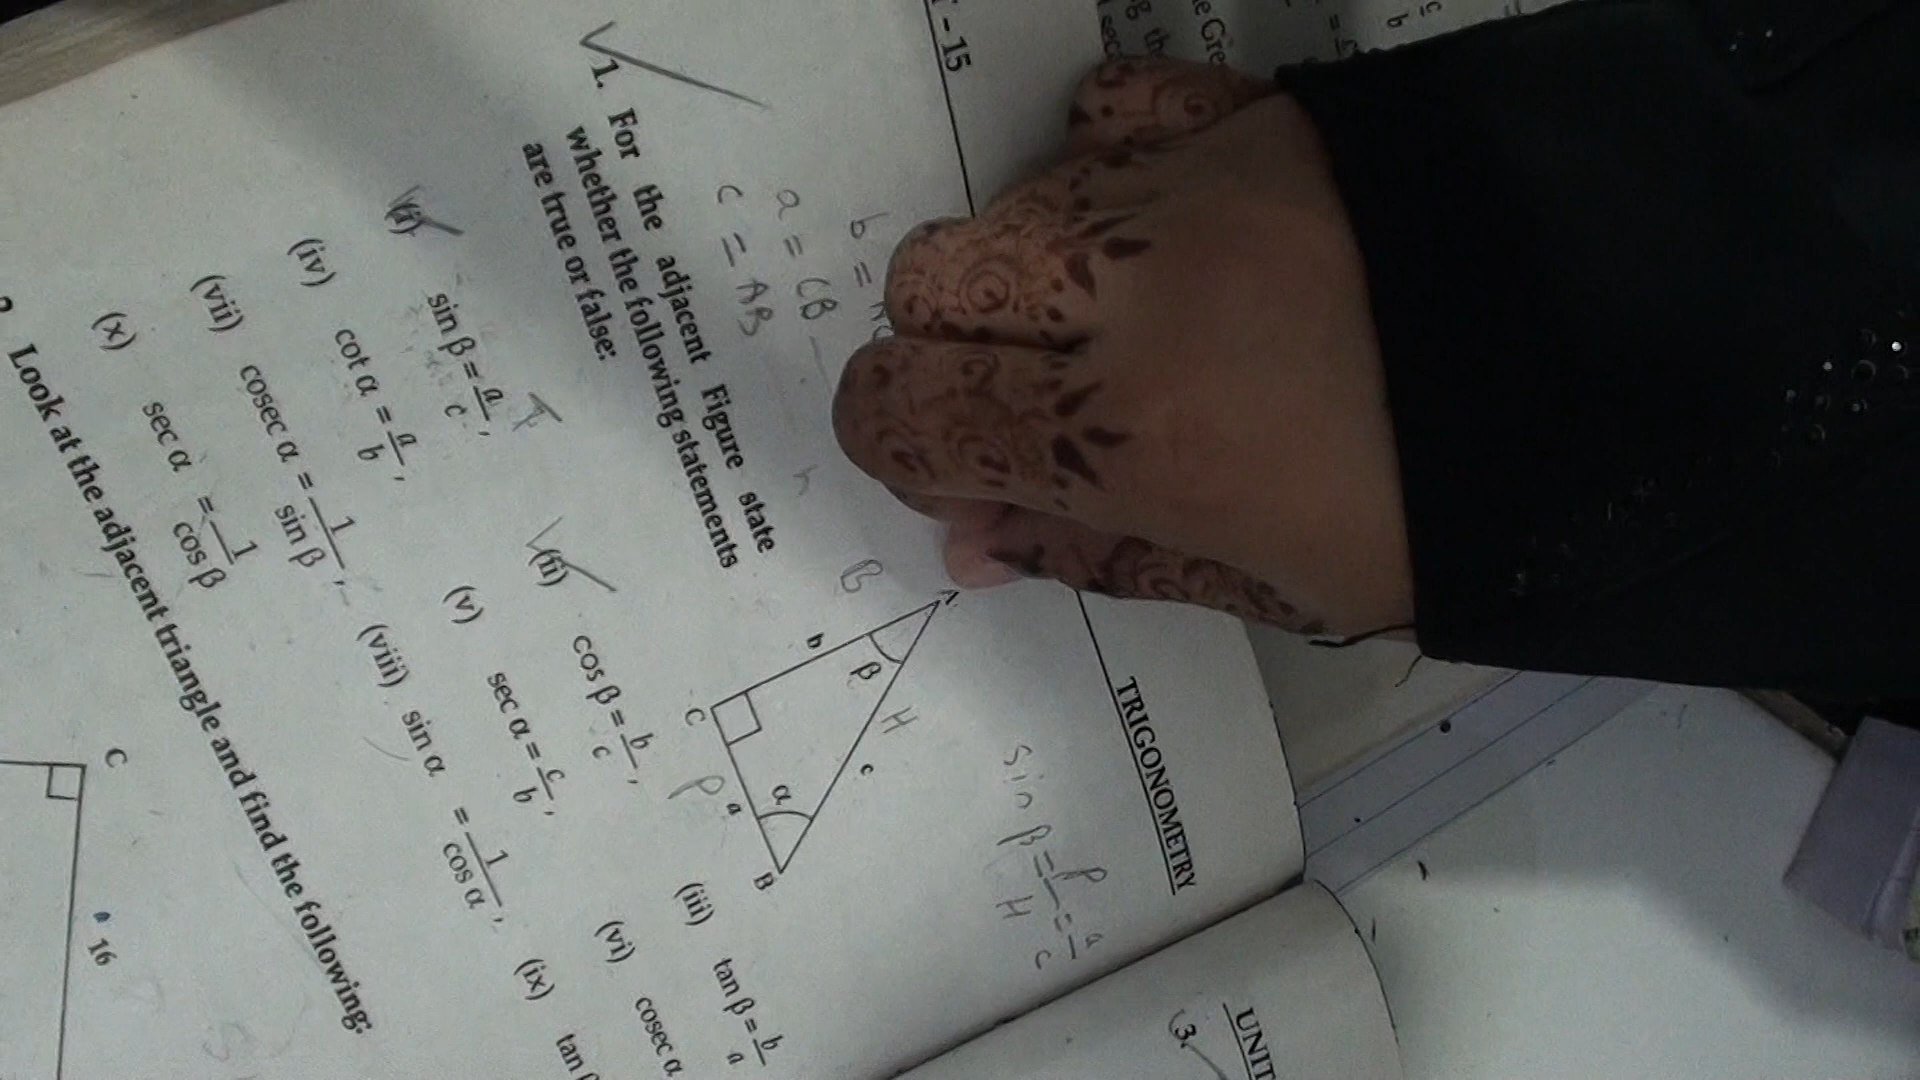 - 15
TRIGONOMETRY
b =
a = CB
c = AB
sin β = P/H = a/c
1. For the adjacent Figure state
whether the following statements
are true or false:
A
B
H
c
β
b
h
α
C
P
a
B
T
(i) sin β = a/c, (ii) cos β = b/c, (iii) tan β = b/a
(iv) cot α = a/b, (v) sec α = c/b, (vi) cosec α
(vii) cosec α = 1/sin β, (viii) sin α = 1/cos α, (ix) tan
(x) sec α = 1/cos β
Look at the adjacent triangle and find the following:
C
16
UNIT
3.